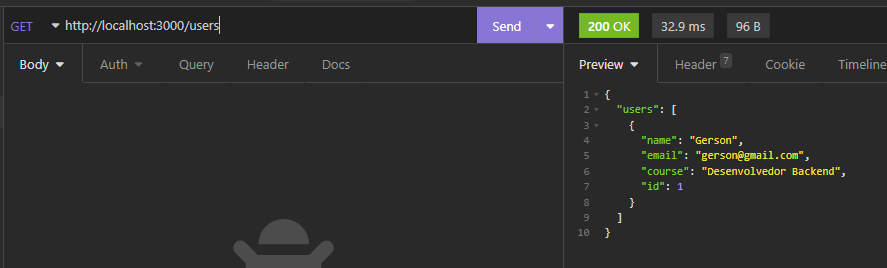 GET http://localhost:3000/users Send 200 OK 32.9 ms 96 B
Body Auth Query Header Docs Preview Header 7 Cookie Timeline
1 {
2 "users": [
3 {
4 "name": "Gerson",
5 "email": "gerson@gmail.com",
6 "course": "Desenvolvedor Backend",
7 "id": 1
8 }
9 ]
10 }